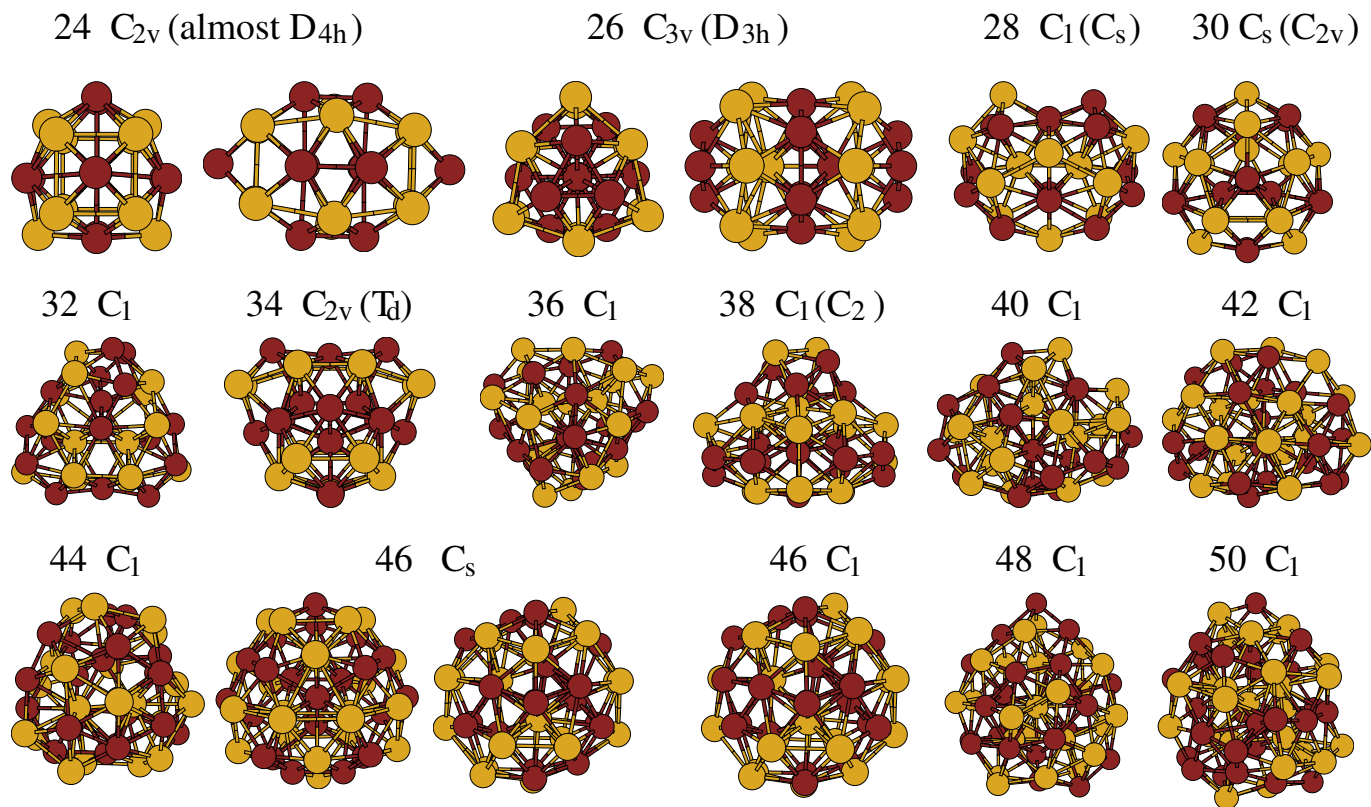 24 C2v (almost D4h) 26 C3v (D3h) 28 C1 (Cs) 30 Cs (C2v)
32 C1 34 C2v (Td) 36 C1 38 C1 (C2) 40 C1 42 C1
44 C1 46 Cs 46 C1 48 C1 50 C1